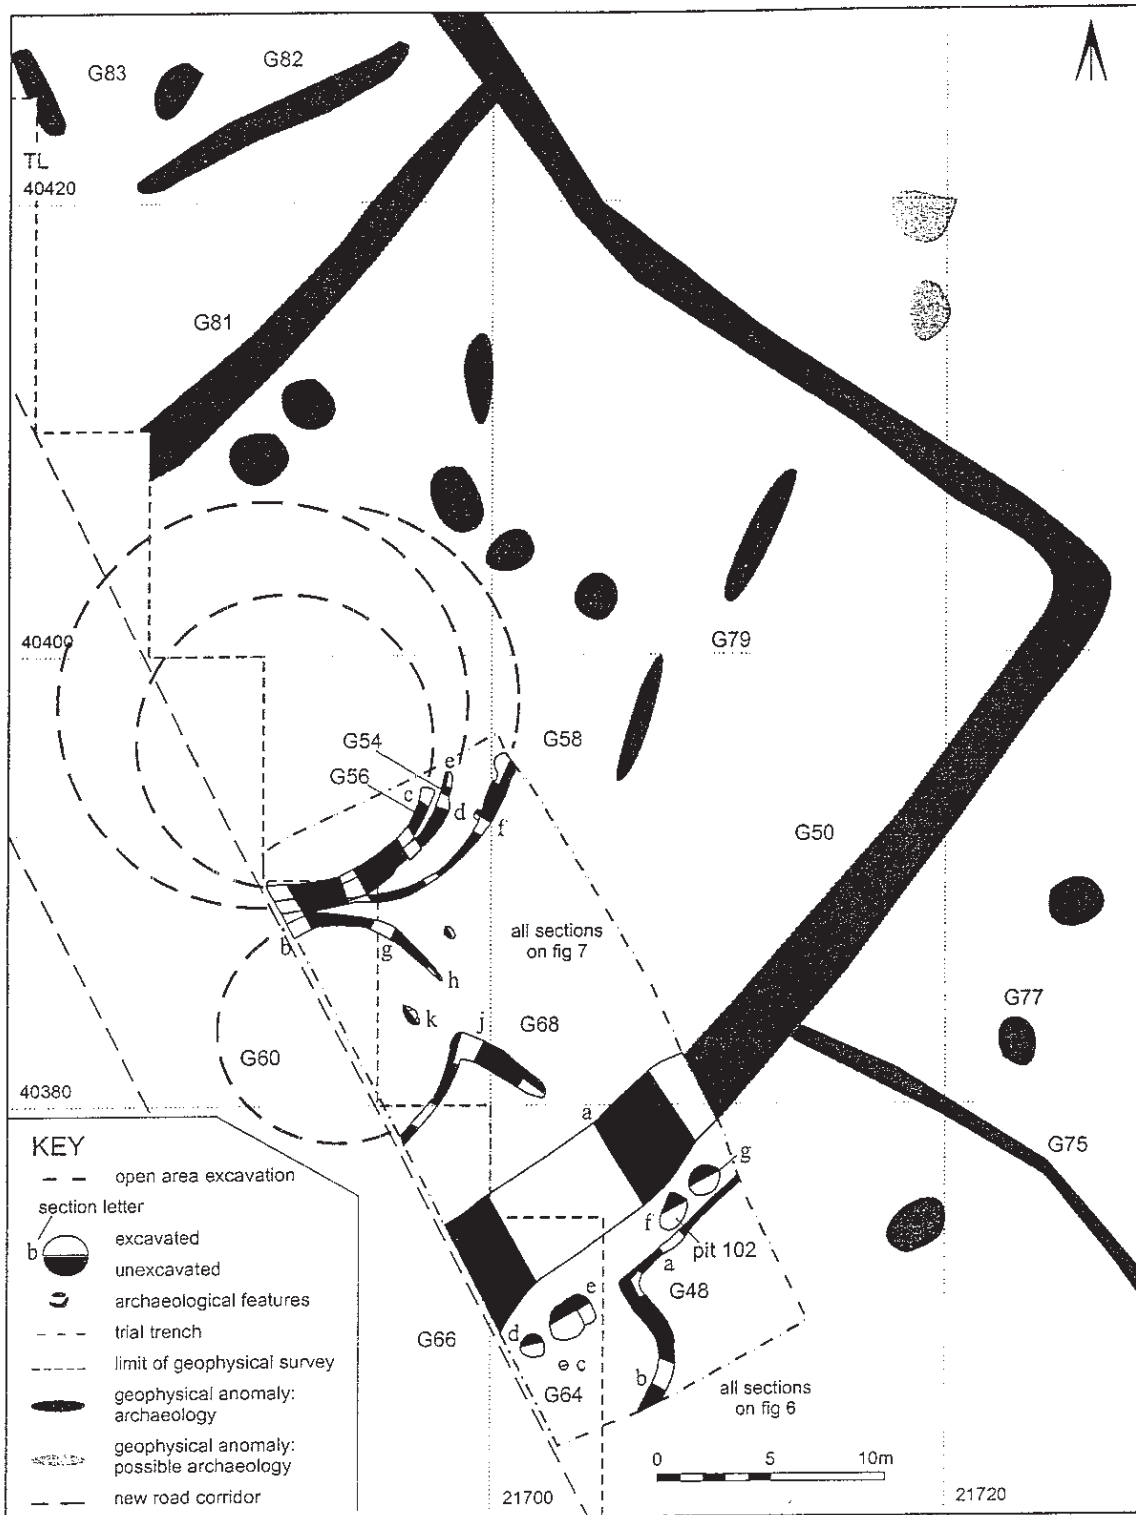 G83
G82
TL
40420
G81
40400
G79
G54
G58
e
G56
c
d
f
G50
all sections
on fig 7
b
g
h
k
j
G68
G77
G60
40380
a
G75
g
f
pit 102
a
G48
e
d
G66
c
b
G64
all sections
on fig 6
KEY
open area excavation
section letter
b
excavated
unexcavated
archaeological features
trial trench
limit of geophysical survey
geophysical anomaly:
archaeology
geophysical anomaly:
possible archaeology
new road corridor
0 5 10m
21700
21720